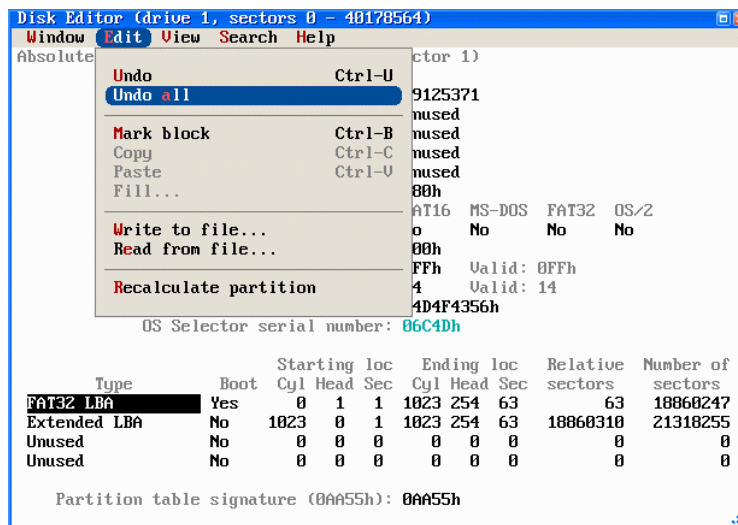 Disk Editor (drive 1, sectors 0 - 40178564)
Window Edit View Search Help
Absolute ctor 1)
Undo Ctrl-U
Undo all 9125371
nused
Mark block Ctrl-B nused
Copy Ctrl-C nused
Paste Ctrl-V nused
Fill... 80h
AT16 MS-DOS FAT32 OS/2
Write to file... o No No No
Read from file... 00h
FFh Valid: 0FFh
Recalculate partition 4 Valid: 14
4D4F4356h
OS Selector serial number: 06C4Dh
Starting loc Ending loc Relative Number of
Type Boot Cyl Head Sec Cyl Head Sec sectors sectors
FAT32 LBA Yes 0 1 1 1023 254 63 63 18860247
Extended LBA No 1023 0 1 1023 254 63 18860310 21318255
Unused No 0 0 0 0 0 0 0 0
Unused No 0 0 0 0 0 0 0 0
Partition table signature (0AA55h): 0AA55h